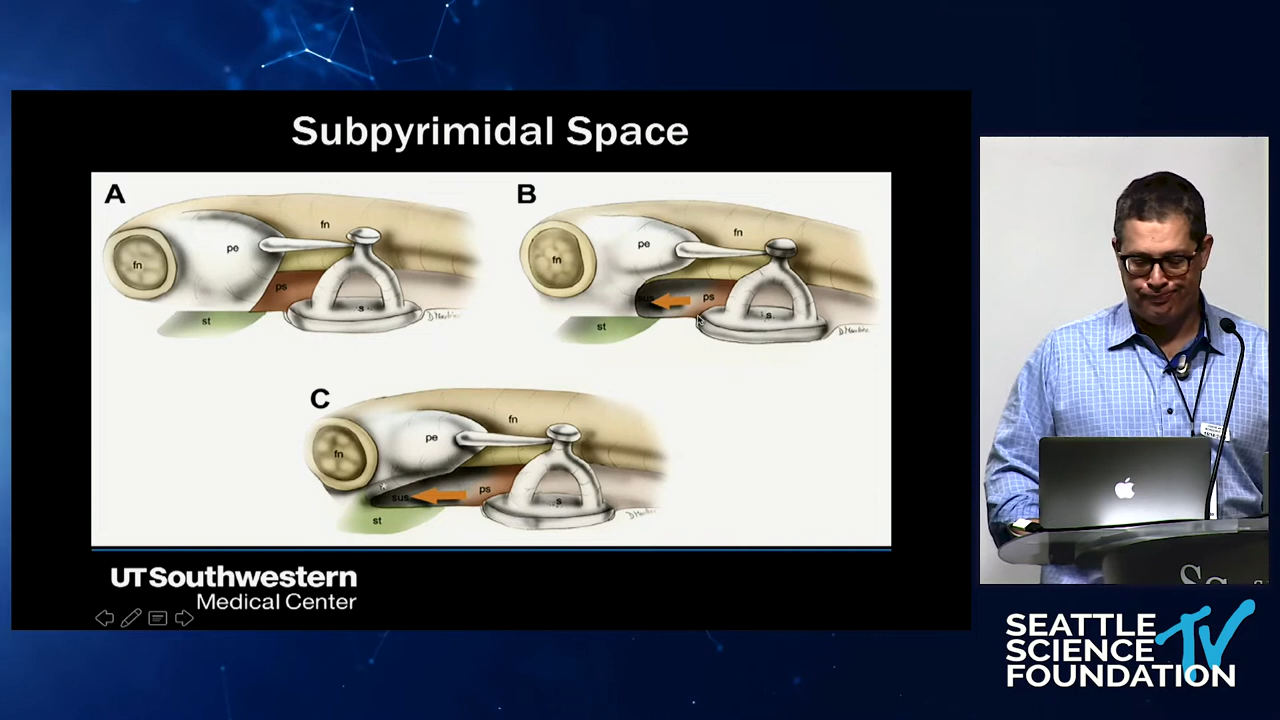 Subpyrimidal Space
A
fn
pe
fn
ps
s
st
B
fn
pe
fn
sus
ps
s
st
C
fn
pe
fn
sus
ps
s
st
UTSouthwestern
Medical Center
SEATTLE
SCIENCE TV
FOUNDATION